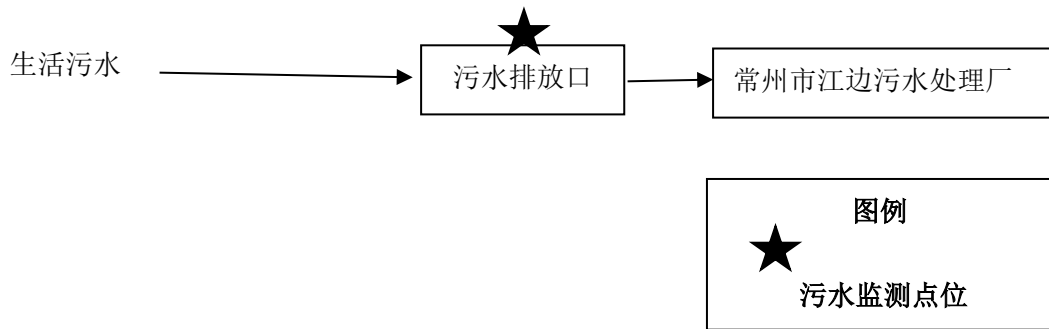 生活污水
污水排放口
常州市江边污水处理厂
图例
污水监测点位